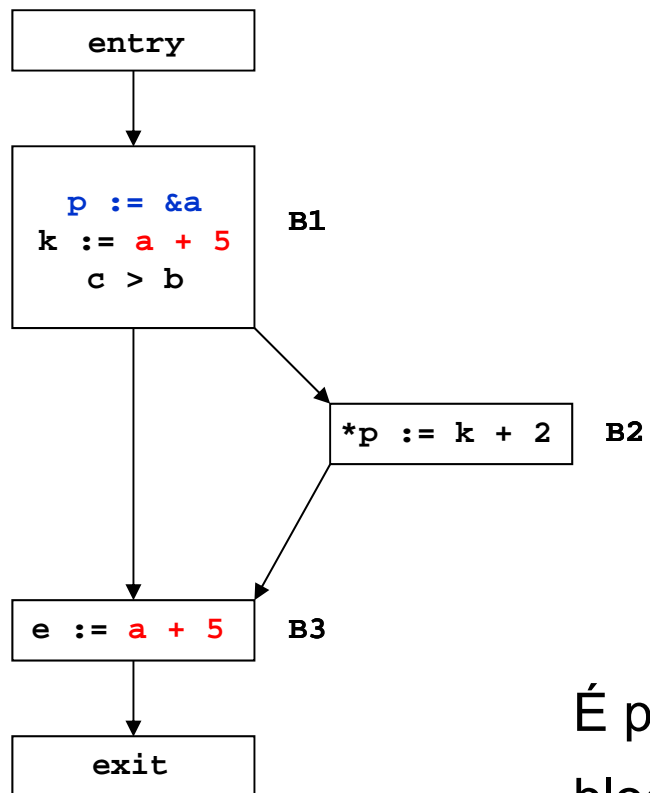 entry
p := &a
k := a + 5
c > b
B1
*p := k + 2
B2
e := a + 5
B3
É p
exit